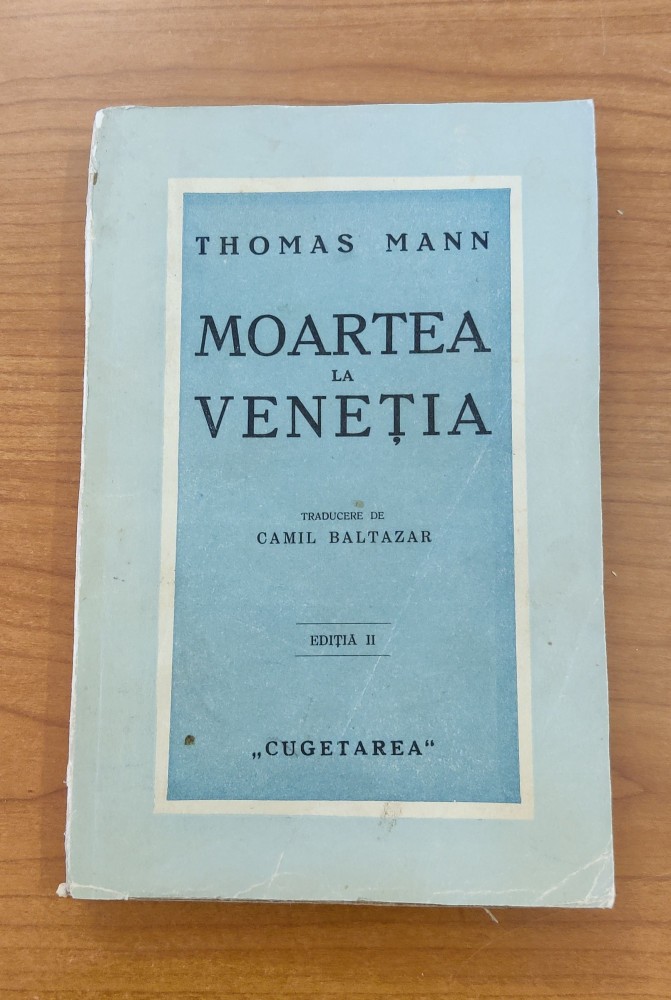 THOMAS MANN
MOARTEA
LA
VENEȚIA
TRADUCERE DE
CAMIL BALTAZAR
EDIȚIA II
„CUGETAREA“